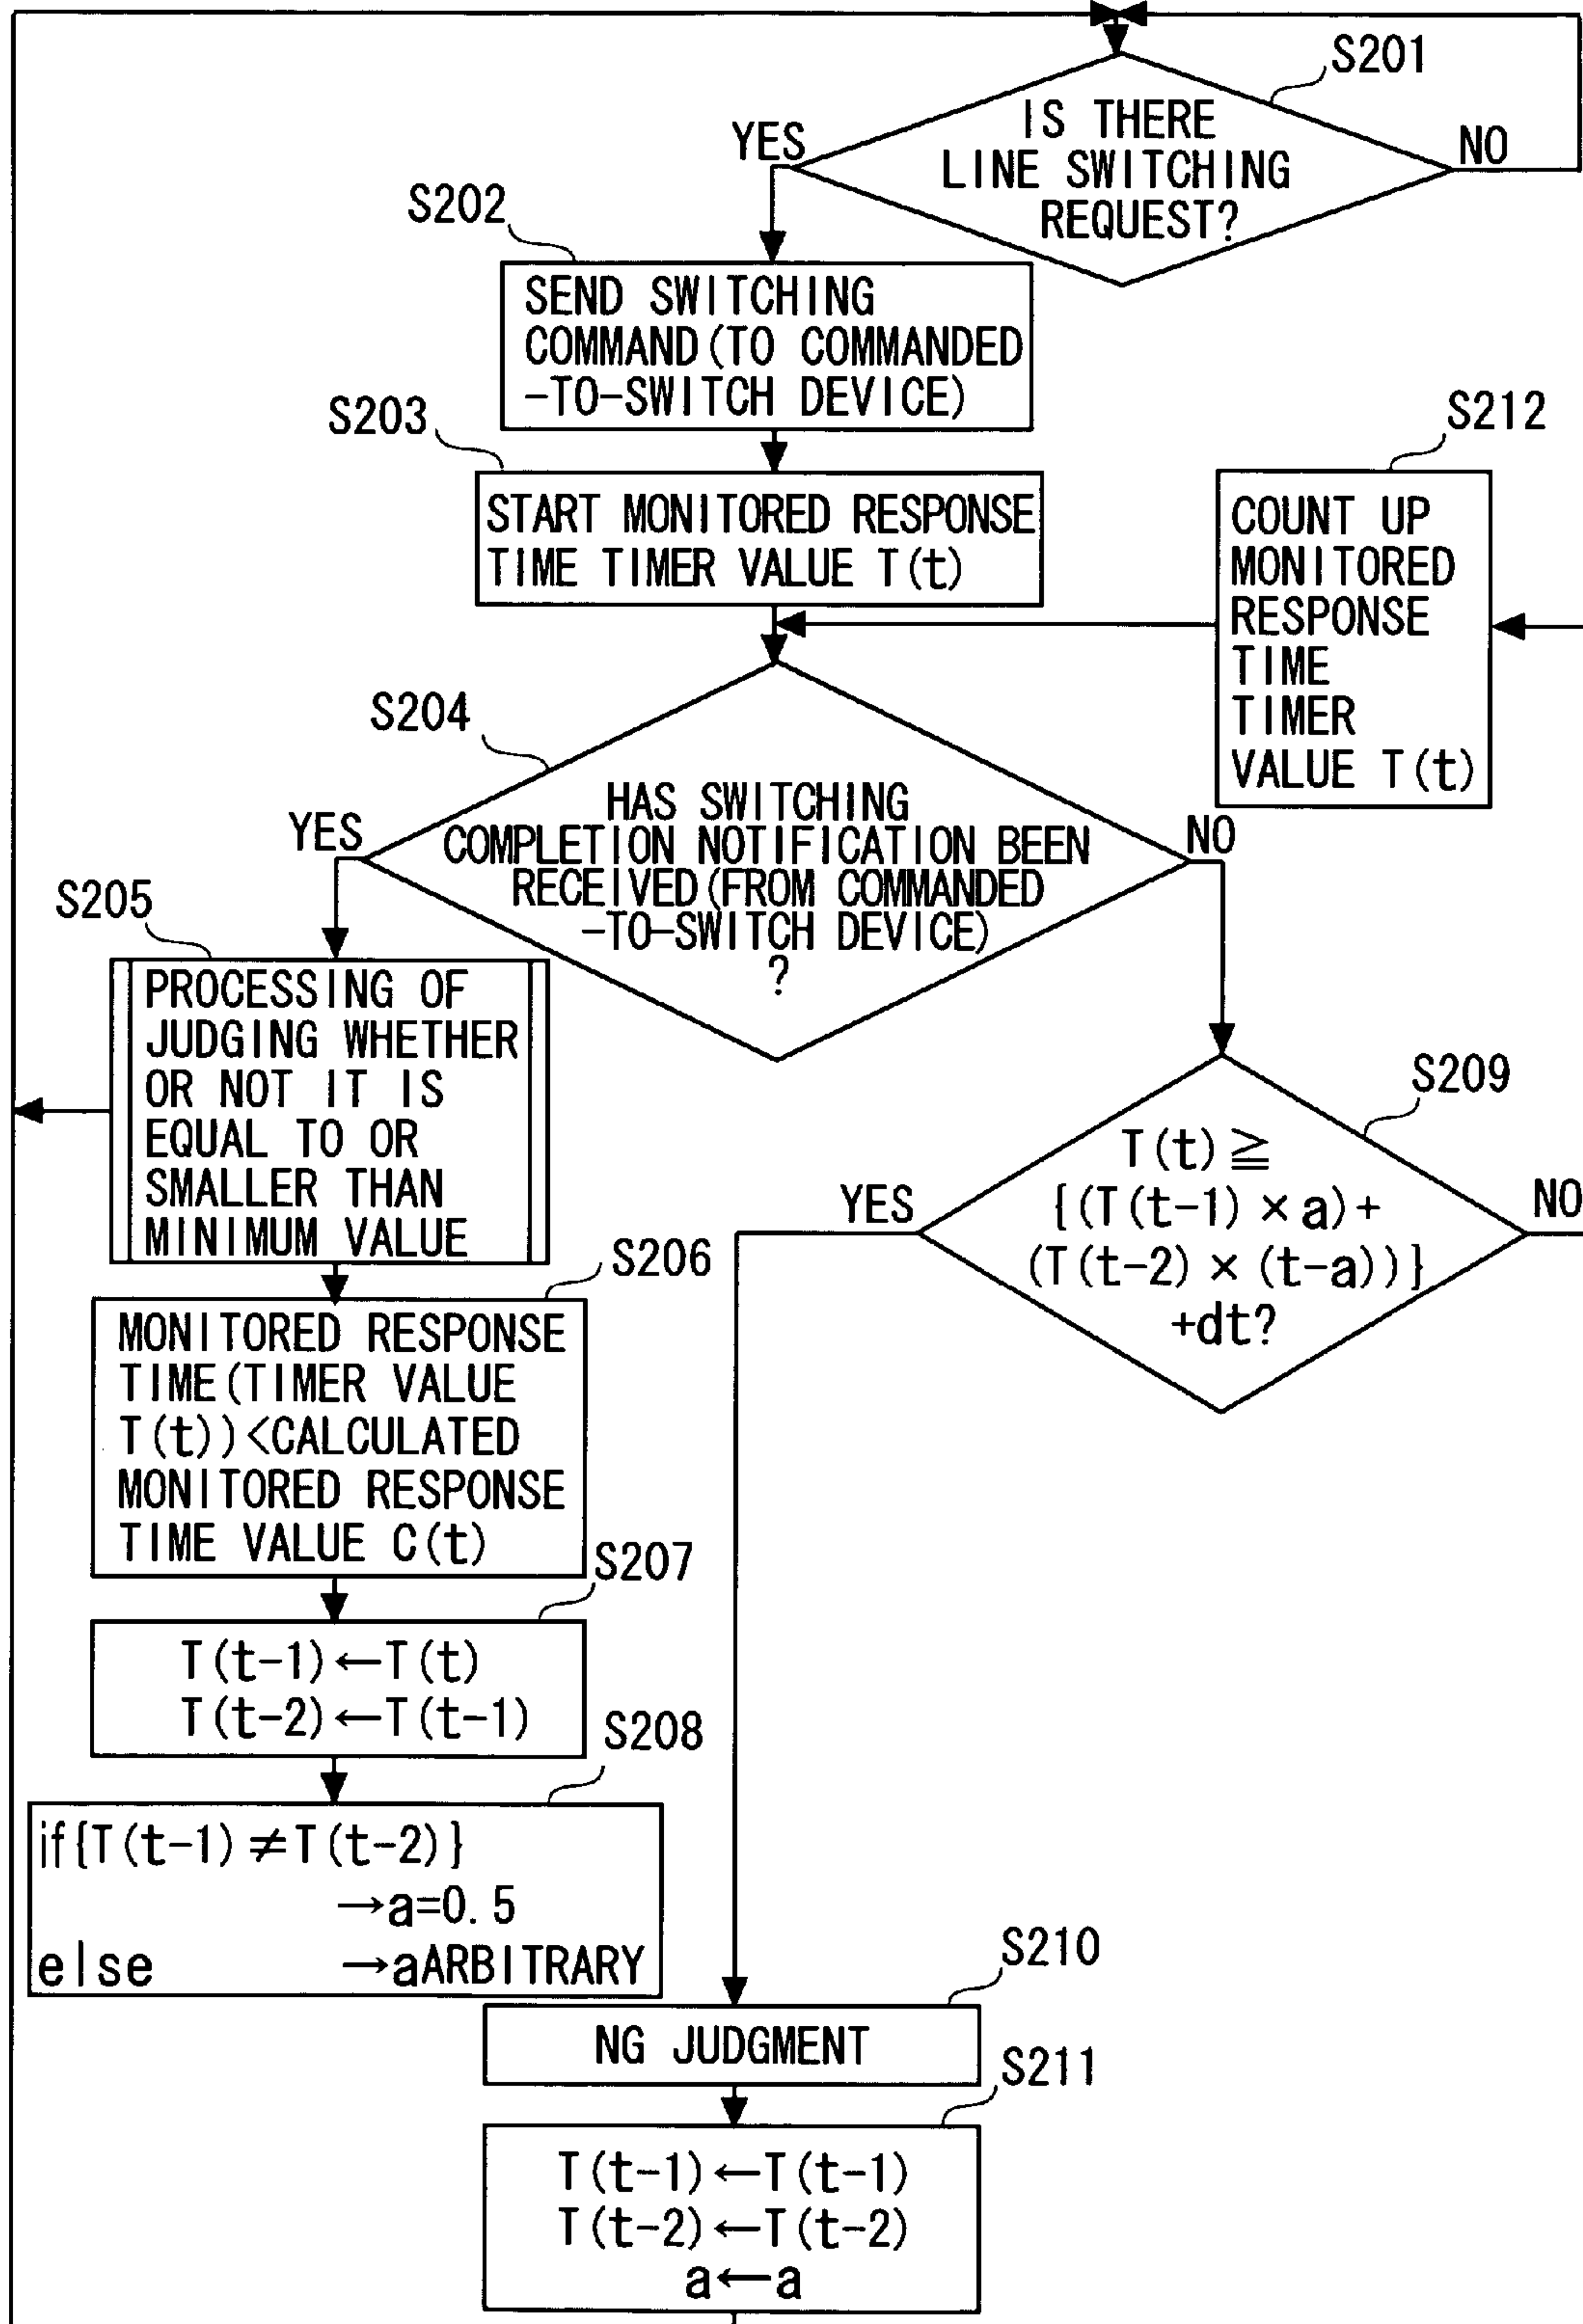 S201
IS THERE
LINE SWITCHING
REQUEST?
YES
NO
S202
SEND SWITCHING
COMMAND(TO COMMANDED
-TO-SWITCH DEVICE)
S203
START MONITORED RESPONSE
TIME TIMER VALUE T(t)
S212
COUNT UP
MONITORED
RESPONSE
TIME
TIMER
VALUE T(t)
S204
HAS SWITCHING
COMPLETION NOTIFICATION BEEN
RECEIVED(FROM COMMANDED
-TO-SWITCH DEVICE)
?
YES
NO
S205
PROCESSING OF
JUDGING WHETHER
OR NOT IT IS
EQUAL TO OR
SMALLER THAN
MINIMUM VALUE
S209
T(t)≧
{(T(t-1)×a)+
(T(t-2)×(t-a))}
+dt?
YES
NO
S206
MONITORED RESPONSE
TIME(TIMER VALUE
T(t))<CALCULATED
MONITORED RESPONSE
TIME VALUE C(t)
S207
T(t-1)←T(t)
T(t-2)←T(t-1)
S208
if{T(t-1)≠T(t-2)}
→a=0.5
else →aARBITRARY
S210
NG JUDGMENT
S211
T(t-1)←T(t-1)
T(t-2)←T(t-2)
a←a